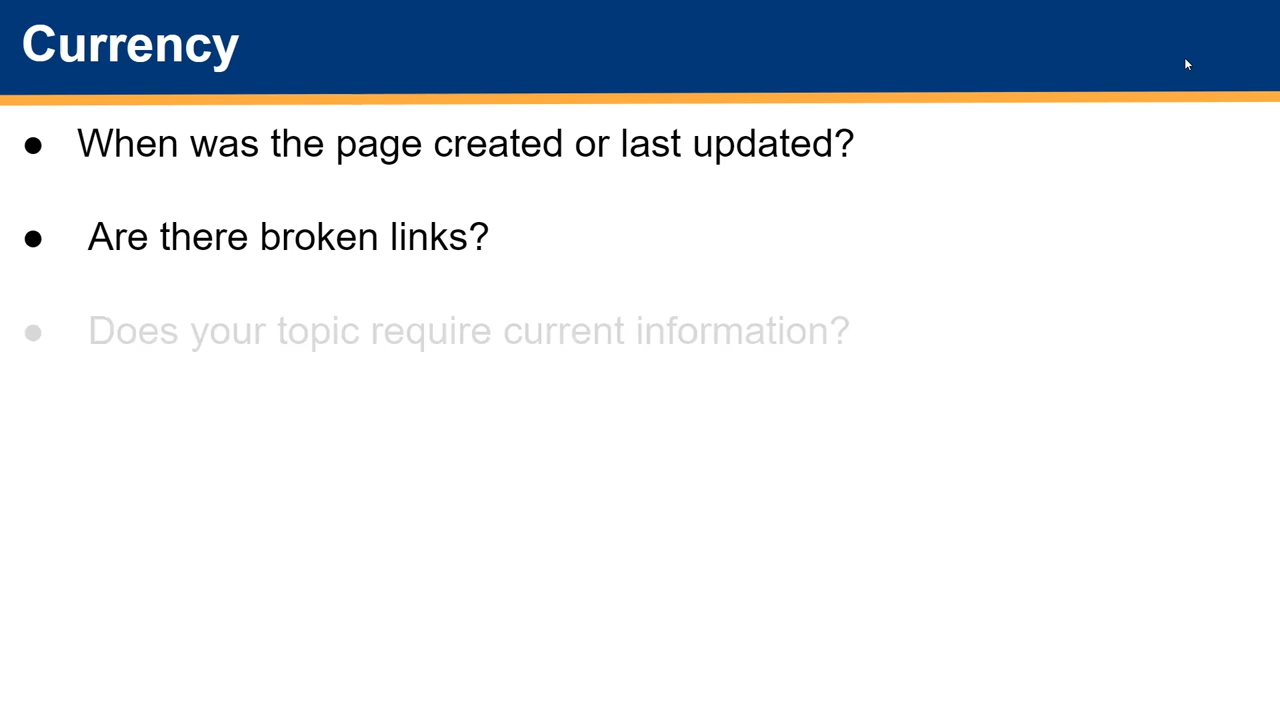 Currency
● When was the page created or last updated?
● Are there broken links?
● Does your topic require current information?